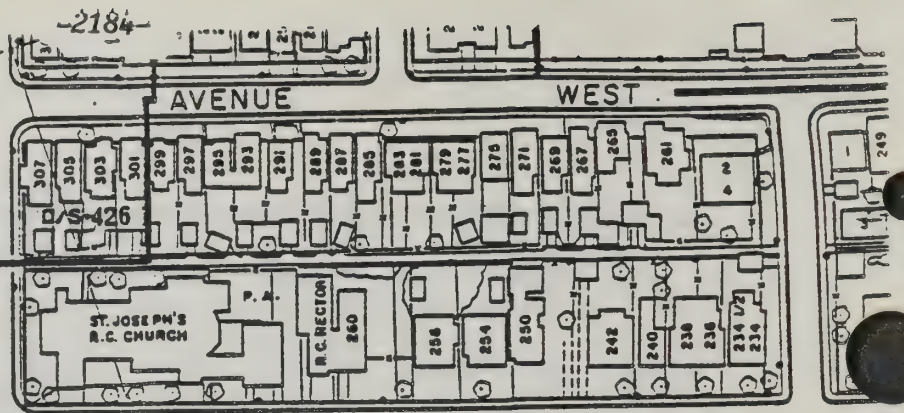 -2184-
AVENUE WEST
307 305 303 301 299 297 295 293 291 289 287 285 283 281 279 277 275 271 269 267 265 261 2 4 249
D/S-426
ST. JOSEPH'S R.C. CHURCH
P.A.
R.C. RECTOR
260 256 254 250 242 240 238 236 234 1/2 234